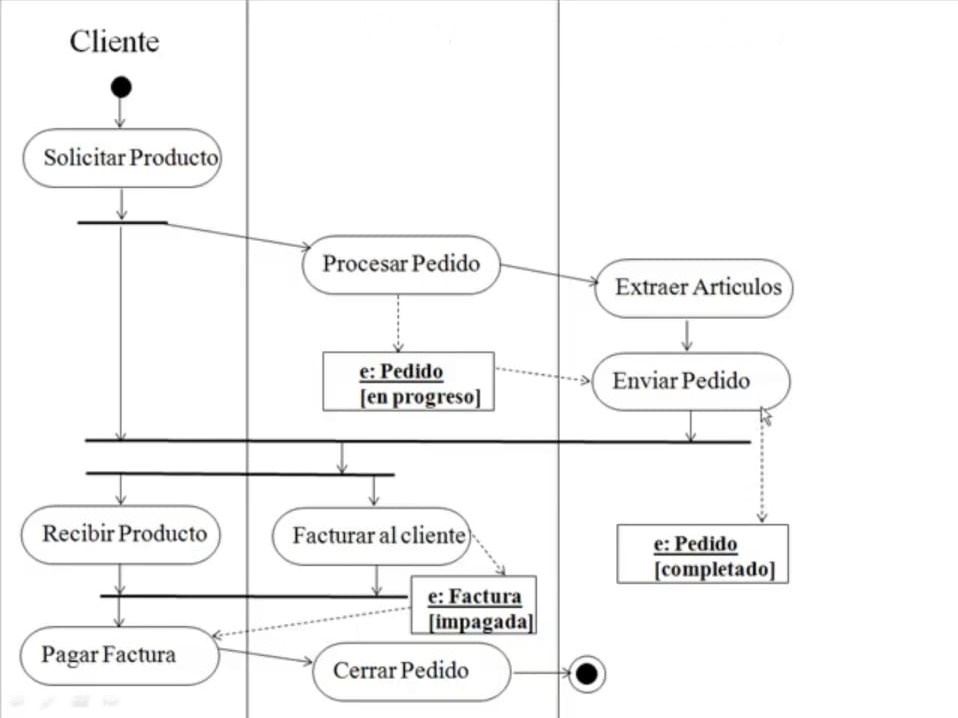 Cliente
Solicitar Producto
Procesar Pedido
Extraer Articulos
e: Pedido
[en progreso]
Enviar Pedido
Recibir Producto
Facturar al cliente
e: Pedido
[completado]
e: Factura
[impagada]
Pagar Factura
Cerrar Pedido